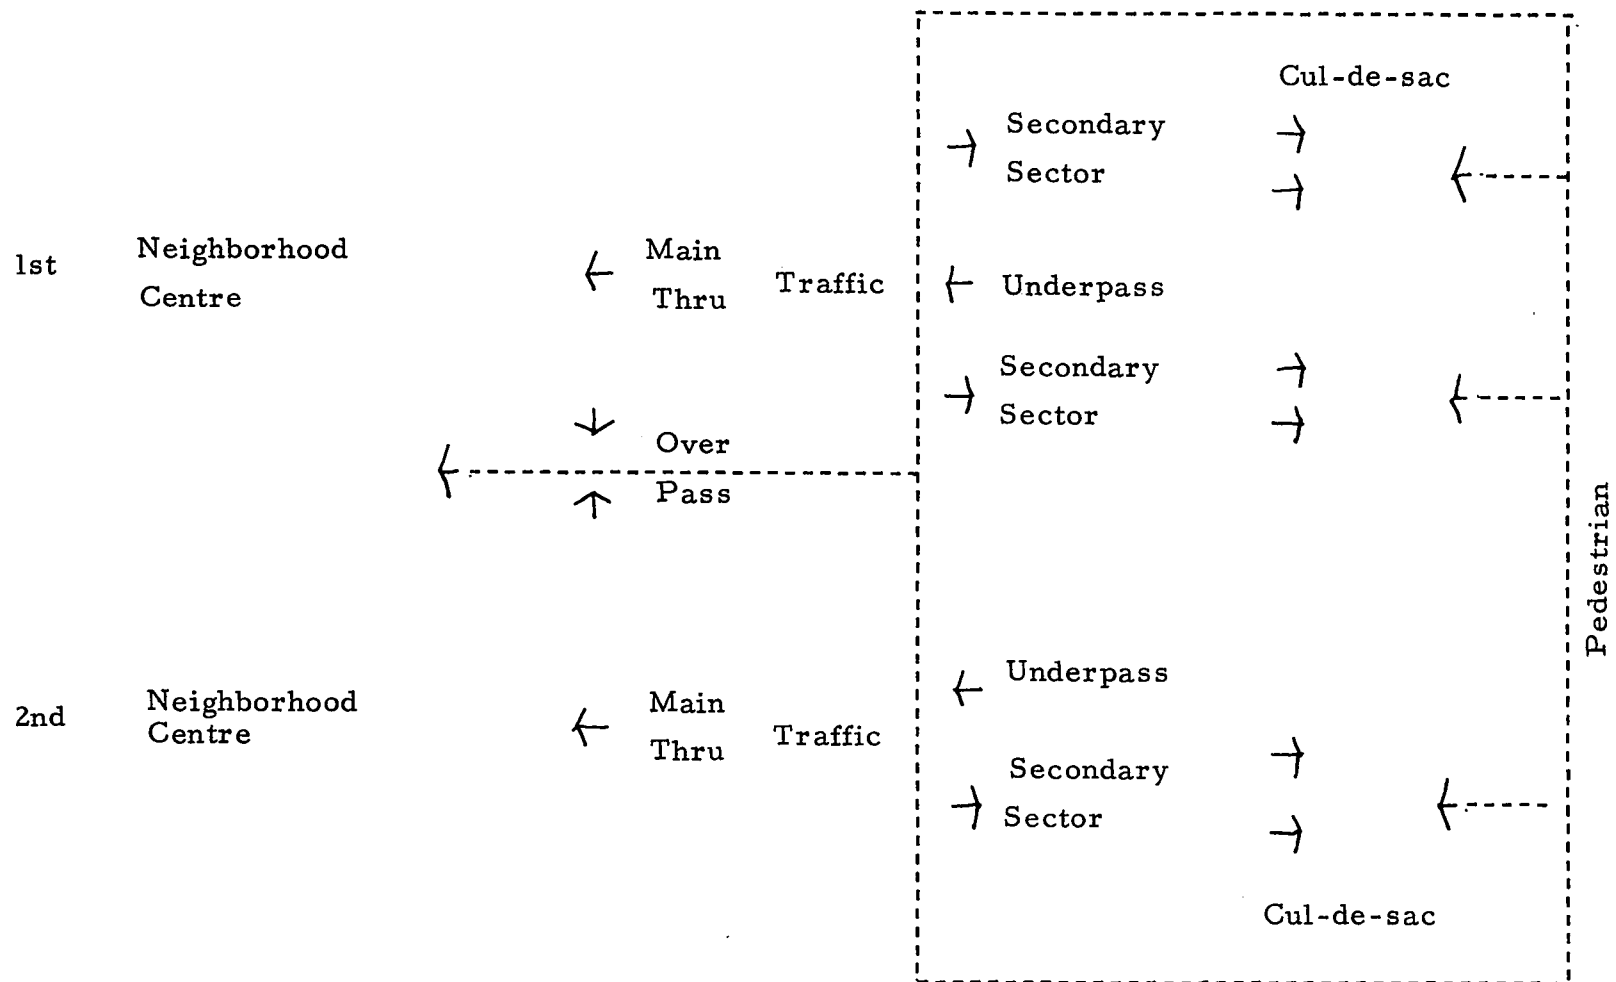 Cul-de-sac
Secondary
Sector
1st
Neighborhood
Centre
Main
Thru
Traffic
Underpass
Secondary
Sector
Over
Pass
Pedestrian
Underpass
2nd
Neighborhood
Centre
Main
Thru
Traffic
Secondary
Sector
Cul-de-sac